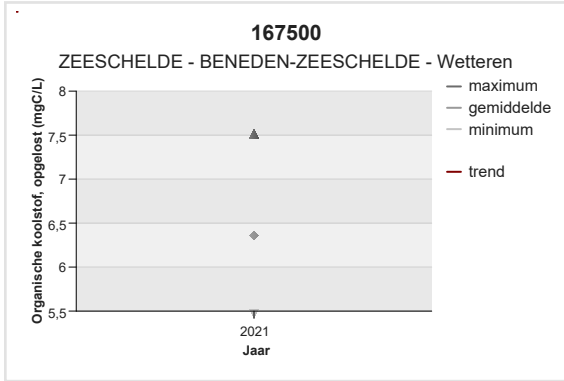 167500
ZEESCHELDE - BENEDEN-ZEESCHELDE - Wetteren
Organische koolstof, opgelost (mgC/L)
8
7,5
7
6,5
6
5,5
2021
Jaar
maximum
gemiddelde
minimum
trend